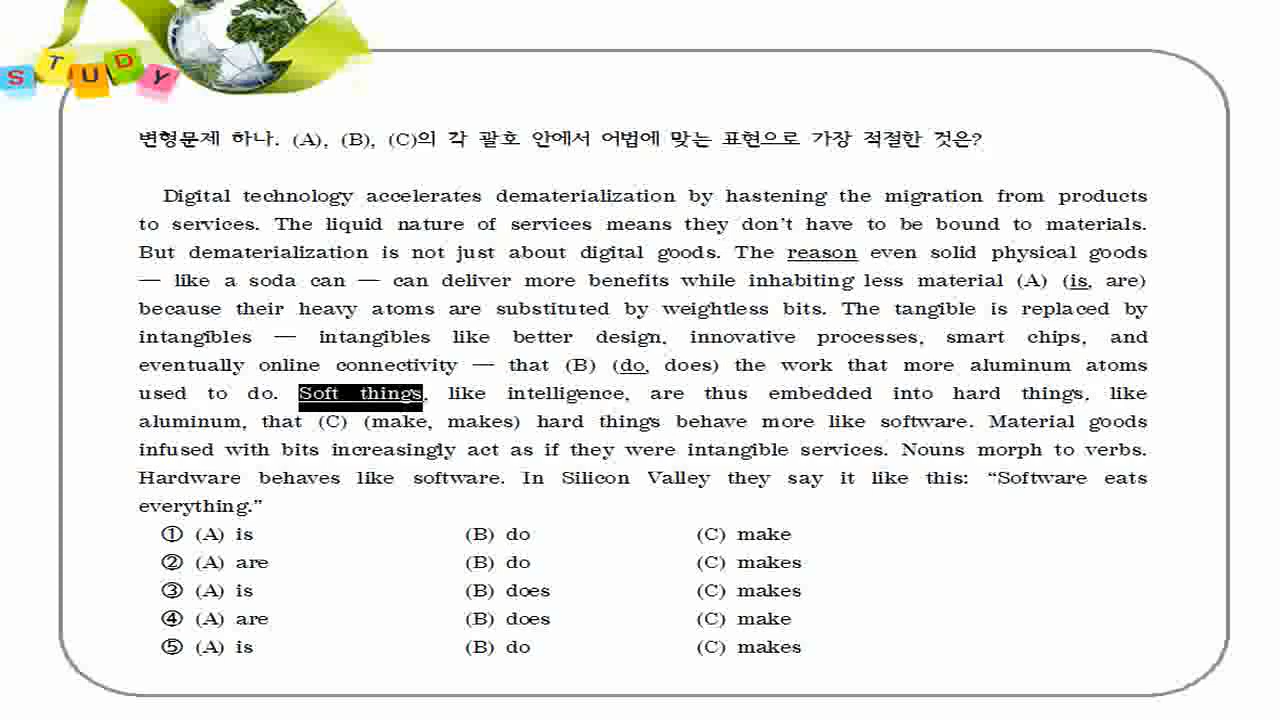 STUDY
변형문제 하나. (A), (B), (C)의 각 괄호 안에서 어법에 맞는 표현으로 가장 적절한 것은?
Digital technology accelerates dematerialization by hastening the migration from products
to services. The liquid nature of services means they don't have to be bound to materials.
But dematerialization is not just about digital goods. The reason even solid physical goods
— like a soda can — can deliver more benefits while inhabiting less material (A) (is, are)
because their heavy atoms are substituted by weightless bits. The tangible is replaced by
intangibles — intangibles like better design, innovative processes, smart chips, and
eventually online connectivity — that (B) (do, does) the work that more aluminum atoms
used to do. Soft things, like intelligence, are thus embedded into hard things, like
aluminum, that (C) (make, makes) hard things behave more like software. Material goods
infused with bits increasingly act as if they were intangible services. Nouns morph to verbs.
Hardware behaves like software. In Silicon Valley they say it like this: “Software eats
everything.”
① (A) is (B) do (C) make
② (A) are (B) do (C) makes
③ (A) is (B) does (C) makes
④ (A) are (B) does (C) make
⑤ (A) is (B) do (C) makes